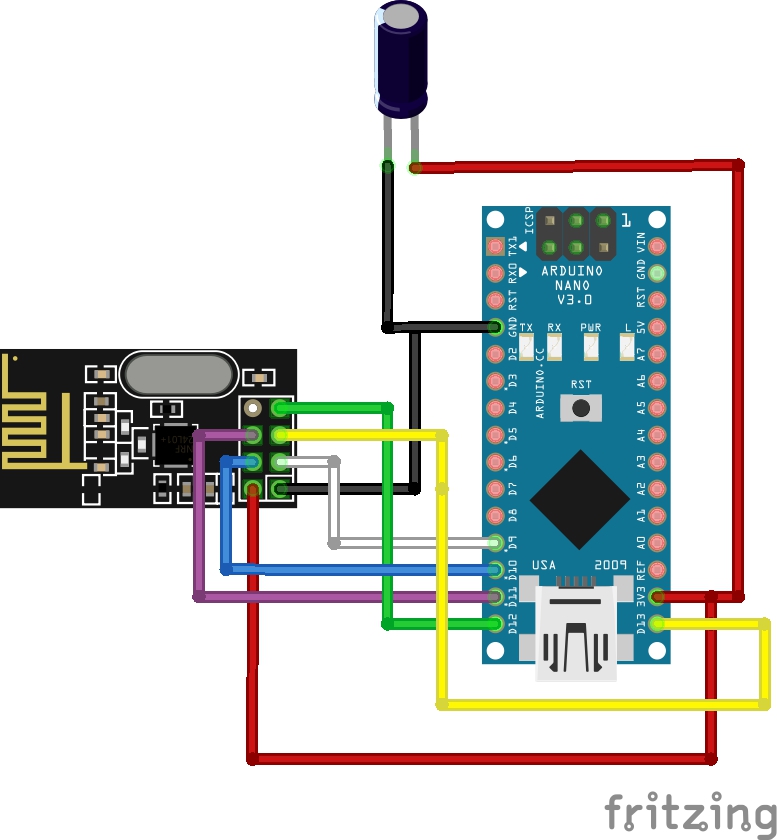 ICSP
1
TX1
RX0
RST
GND
D2
D3
D4
D5
D6
D7
D8
D9
D10
D11
D12
ARDUINO
NANO
V3.0
TX
RX
PWR
L
RST
ARDUINO.CC
USA
2009
VIN
GND
RST
5V
A7
A6
A5
A4
A3
A2
A1
A0
REF
3V3
D13
NRF
24L01+
fritzing